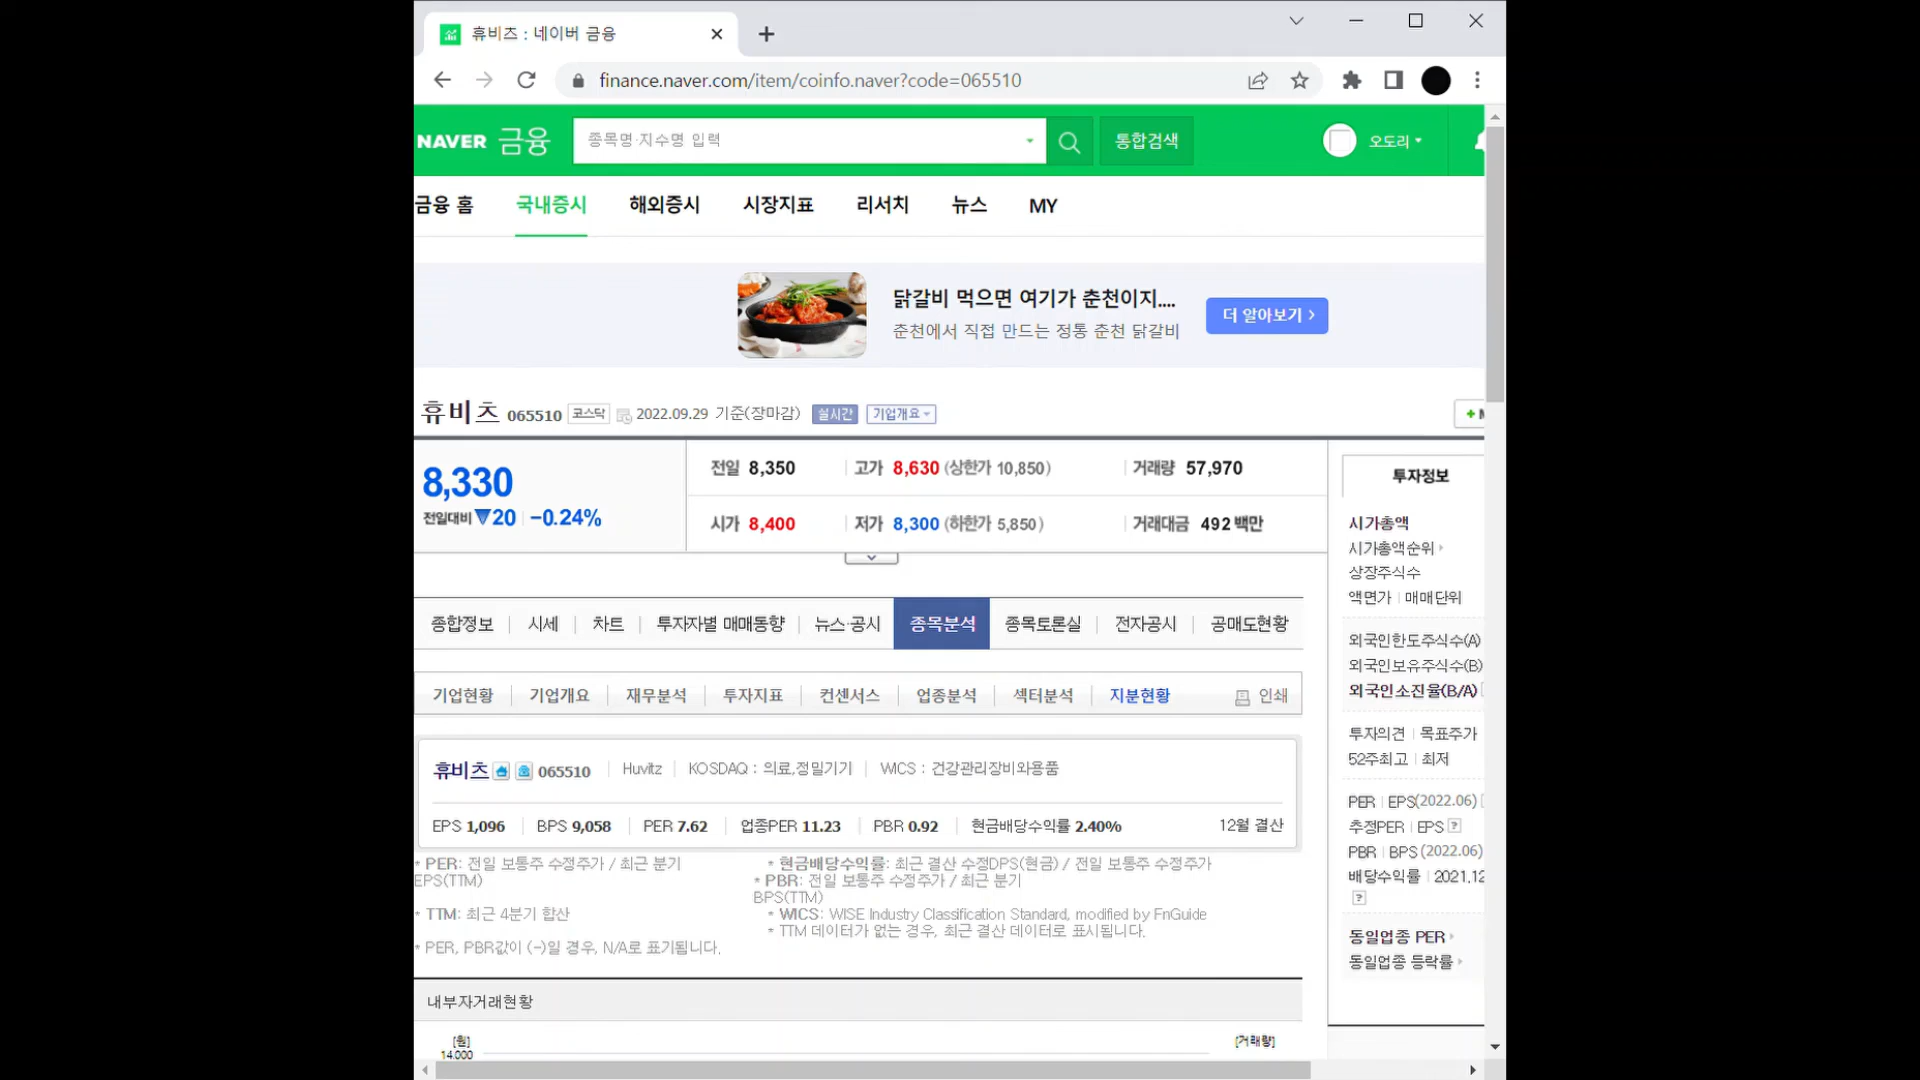 휴비츠 : 네이버 금융
finance.naver.com/item/coinfo.naver?code=065510
NAVER 금융
종목명·지수명 입력
통합검색
오도리
금융 홈 국내증시 해외증시 시장지표 리서치 뉴스 MY
닭갈비 먹으면 여기가 춘천이지....
춘천에서 직접 만드는 정통 춘천 닭갈비
더 알아보기
휴비츠 065510 코스닥 2022.09.29 기준(장마감) 실시간 기업개요
8,330
전일대비 ▼20 -0.24%
전일 8,350 고가 8,630 (상한가 10,850) 거래량 57,970
시가 8,400 저가 8,300 (하한가 5,850) 거래대금 492 백만
종합정보 시세 차트 투자자별 매매동향 뉴스·공시 종목분석 종목토론실 전자공시 공매도현황
기업현황 기업개요 재무분석 투자지표 컨센서스 업종분석 섹터분석 지분현황 인쇄
휴비츠 065510 Huvitz KOSDAQ : 의료,정밀기기 WICS : 건강관리장비와용품
EPS 1,096 BPS 9,058 PER 7.62 업종PER 11.23 PBR 0.92 현금배당수익률 2.40% 12월 결산
* PER: 전일 보통주 수정주가 / 최근 분기
EPS(TTM)
* TTM: 최근 4분기 합산
* PER, PBR값이 (-)일 경우, N/A로 표기됩니다.
* 현금배당수익률: 최근 결산 수정DPS(현금) / 전일 보통주 수정주가
* PBR: 전일 보통주 수정주가 / 최근 분기
BPS(TTM)
* WICS: WISE Industry Classification Standard, modified by FnGuide
* TTM 데이터가 없는 경우, 최근 결산 데이터로 표시됩니다.
내부자거래현황
[원]
14,000
[거래량]
투자정보
시가총액
시가총액순위
상장주식수
액면가 매매단위
외국인한도주식수(A)
외국인보유주식수(B)
외국인소진율(B/A)
투자의견 목표주가
52주최고 최저
PER EPS(2022.06)
추정PER EPS ?
PBR BPS (2022.06)
배당수익률 2021.12
?
동일업종 PER
동일업종 등락률